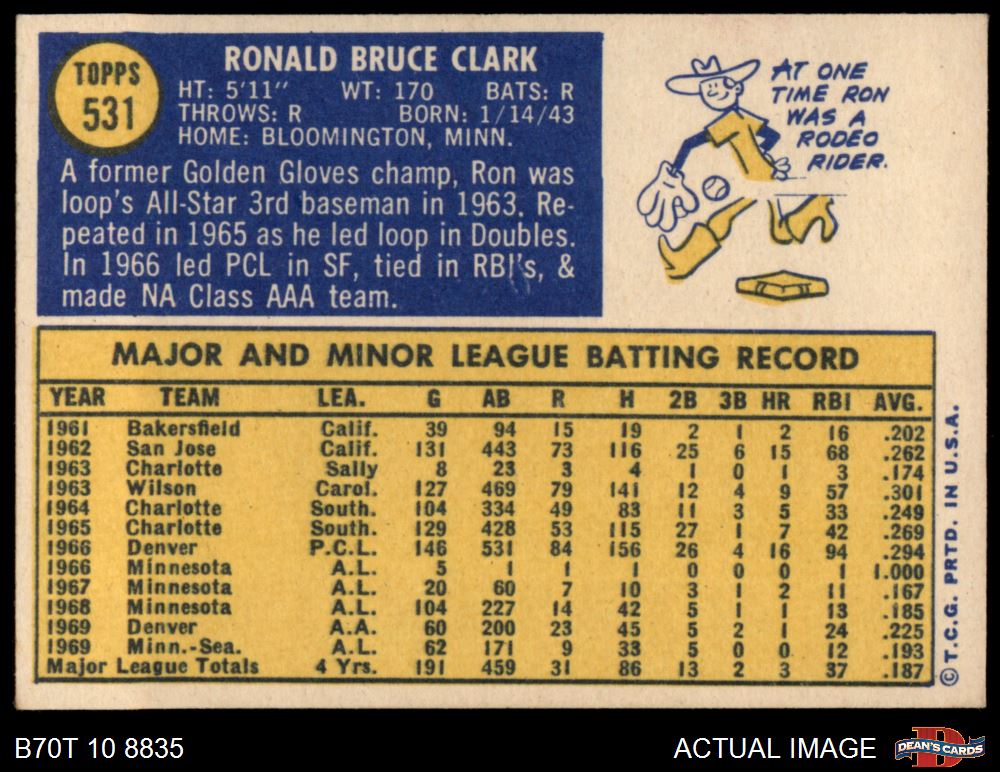 TOPPS
531
RONALD BRUCE CLARK
HT: 5'11" WT: 170 BATS: R
THROWS: R BORN: 1/14/43
HOME: BLOOMINGTON, MINN.
A former Golden Gloves champ, Ron was
loop's All-Star 3rd baseman in 1963. Re-
peated in 1965 as he led loop in Doubles.
In 1966 led PCL in SF, tied in RBI's, &
made NA Class AAA team.
AT ONE
TIME RON
WAS A
RODEO
RIDER.
MAJOR AND MINOR LEAGUE BATTING RECORD
YEAR TEAM LEA. G AB R H 2B 3B HR RBI AVG.
1961 Bakersfield Calif. 39 94 15 19 2 1 2 16 .202
1962 San Jose Calif. 131 443 73 116 25 6 15 68 .262
1963 Charlotte Sally 8 23 3 4 1 0 1 3 .174
1963 Wilson Carol. 127 469 79 141 12 4 9 57 .301
1964 Charlotte South. 104 334 49 83 11 3 5 33 .249
1965 Charlotte South. 129 428 53 115 27 1 7 42 .269
1966 Denver P.C.L. 146 531 84 156 26 4 16 94 .294
1966 Minnesota A.L. 5 1 1 1 0 0 0 1 1.000
1967 Minnesota A.L. 20 60 7 10 3 1 2 11 .167
1968 Minnesota A.L. 104 227 14 42 5 1 1 13 .185
1969 Denver A.A. 60 200 23 45 5 2 1 24 .225
1969 Minn.-Sea. A.L. 62 171 9 33 5 0 0 12 .193
Major League Totals 4 Yrs. 191 459 31 86 13 2 3 37 .187
© T.C.G. PRTD. IN U.S.A.
B70T 10 8835
ACTUAL IMAGE
D
DEAN'S CARDS